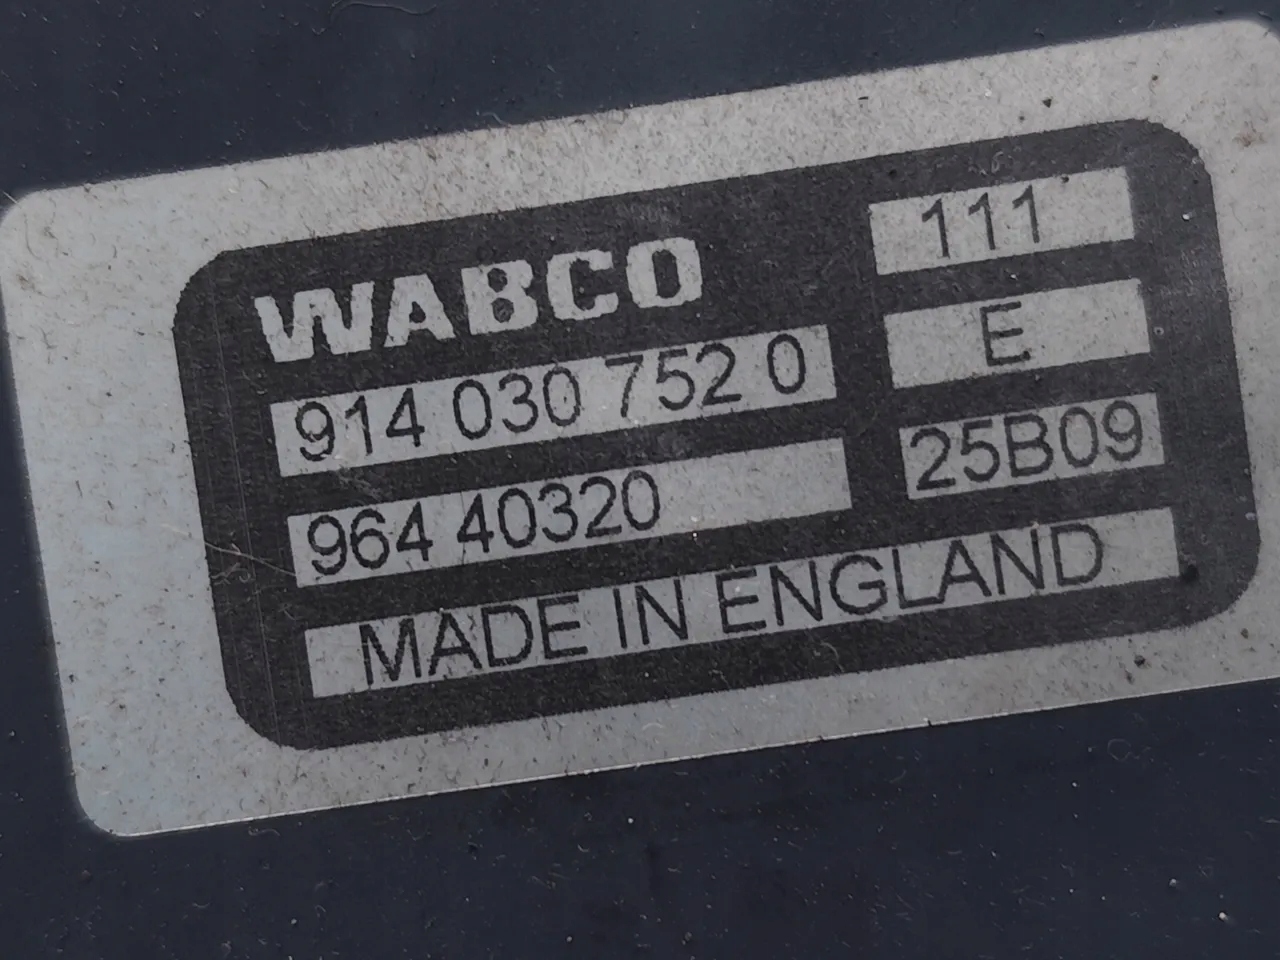 WABCO
111
914 030 752 0
E
964 40320
25B09
MADE IN ENGLAND